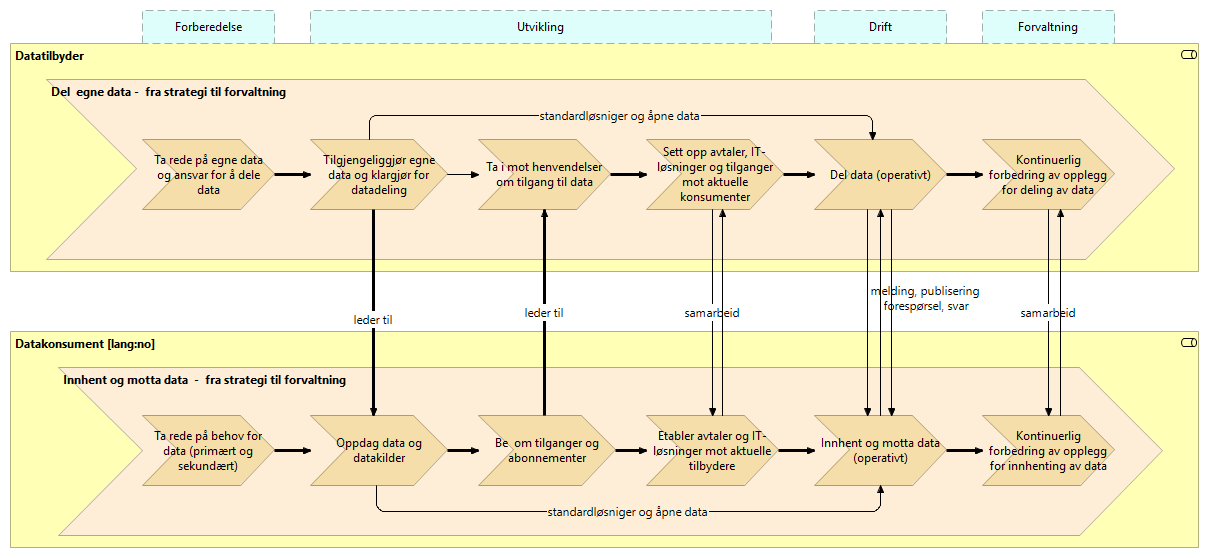 Forberedelse
Utvikling
Drift
Forvaltning
Datatilbyder
Del  egne data -  fra strategi til forvaltning
standardløsniger og åpne data
Ta rede på egne data
og ansvar for å dele
data
Tilgjengeliggjør egne
data og klargjør for
datadeling
Ta i mot henvendelser
om tilgang til data
Sett opp avtaler, IT-
løsninger og tilganger
mot aktuelle
konsumenter
Del data (operativt)
Kontinuerlig
forbedring av opplegg
for deling av data
leder til
leder til
samarbeid
melding, publisering
forespørsel, svar
samarbeid
Datakonsument [lang:no]
Innhent og motta data  -  fra strategi til forvaltning
Ta rede på behov for
data (primært og
sekundært)
Oppdag data og
datakilder
Be  om tilganger og
abonnementer
Etabler avtaler og IT-
løsninger mot aktuelle
tilbydere
Innhent og motta data
(operativt)
Kontinuerlig
forbedring av opplegg
for innhenting av data
standardløsniger og åpne data